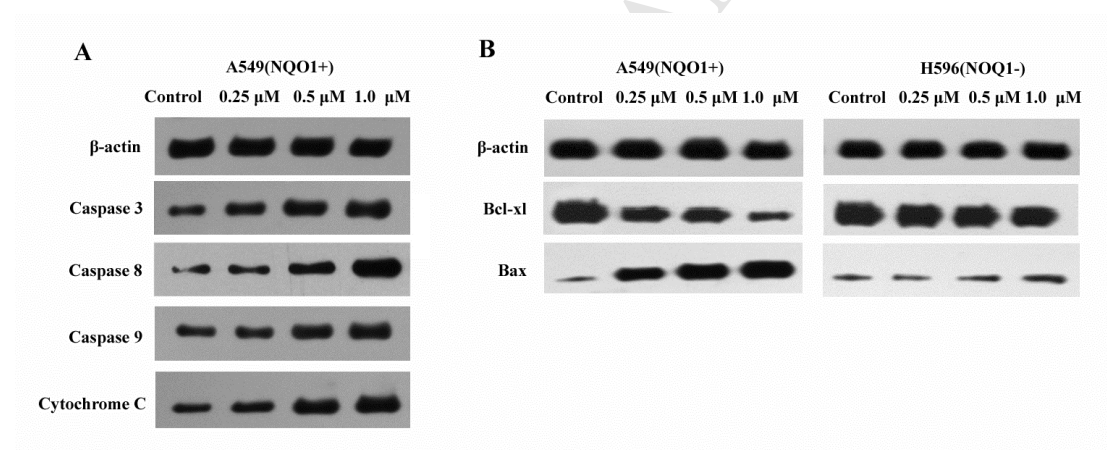 A
A549(NQO1+)
Control 0.25 μM 0.5 μM 1.0 μM
β-actin
Caspase 3
Caspase 8
Caspase 9
Cytochrome C
B
A549(NQO1+) H596(NOQ1-)
Control 0.25 μM 0.5 μM 1.0 μM Control 0.25 μM 0.5 μM 1.0 μM
β-actin
Bcl-xl
Bax